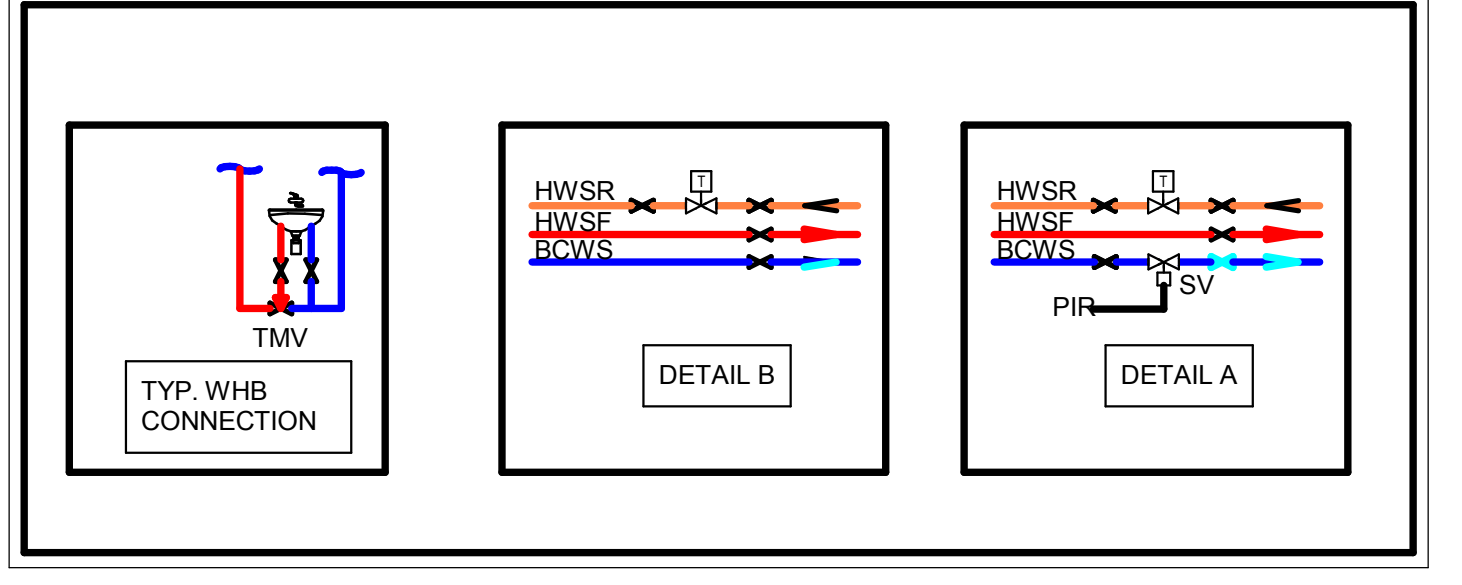 TMV
TYP. WHB
CONNECTION
HWSR
T
HWSF
BCWS
DETAIL B
HWSR
T
HWSF
BCWS
SV
PIR
DETAIL A